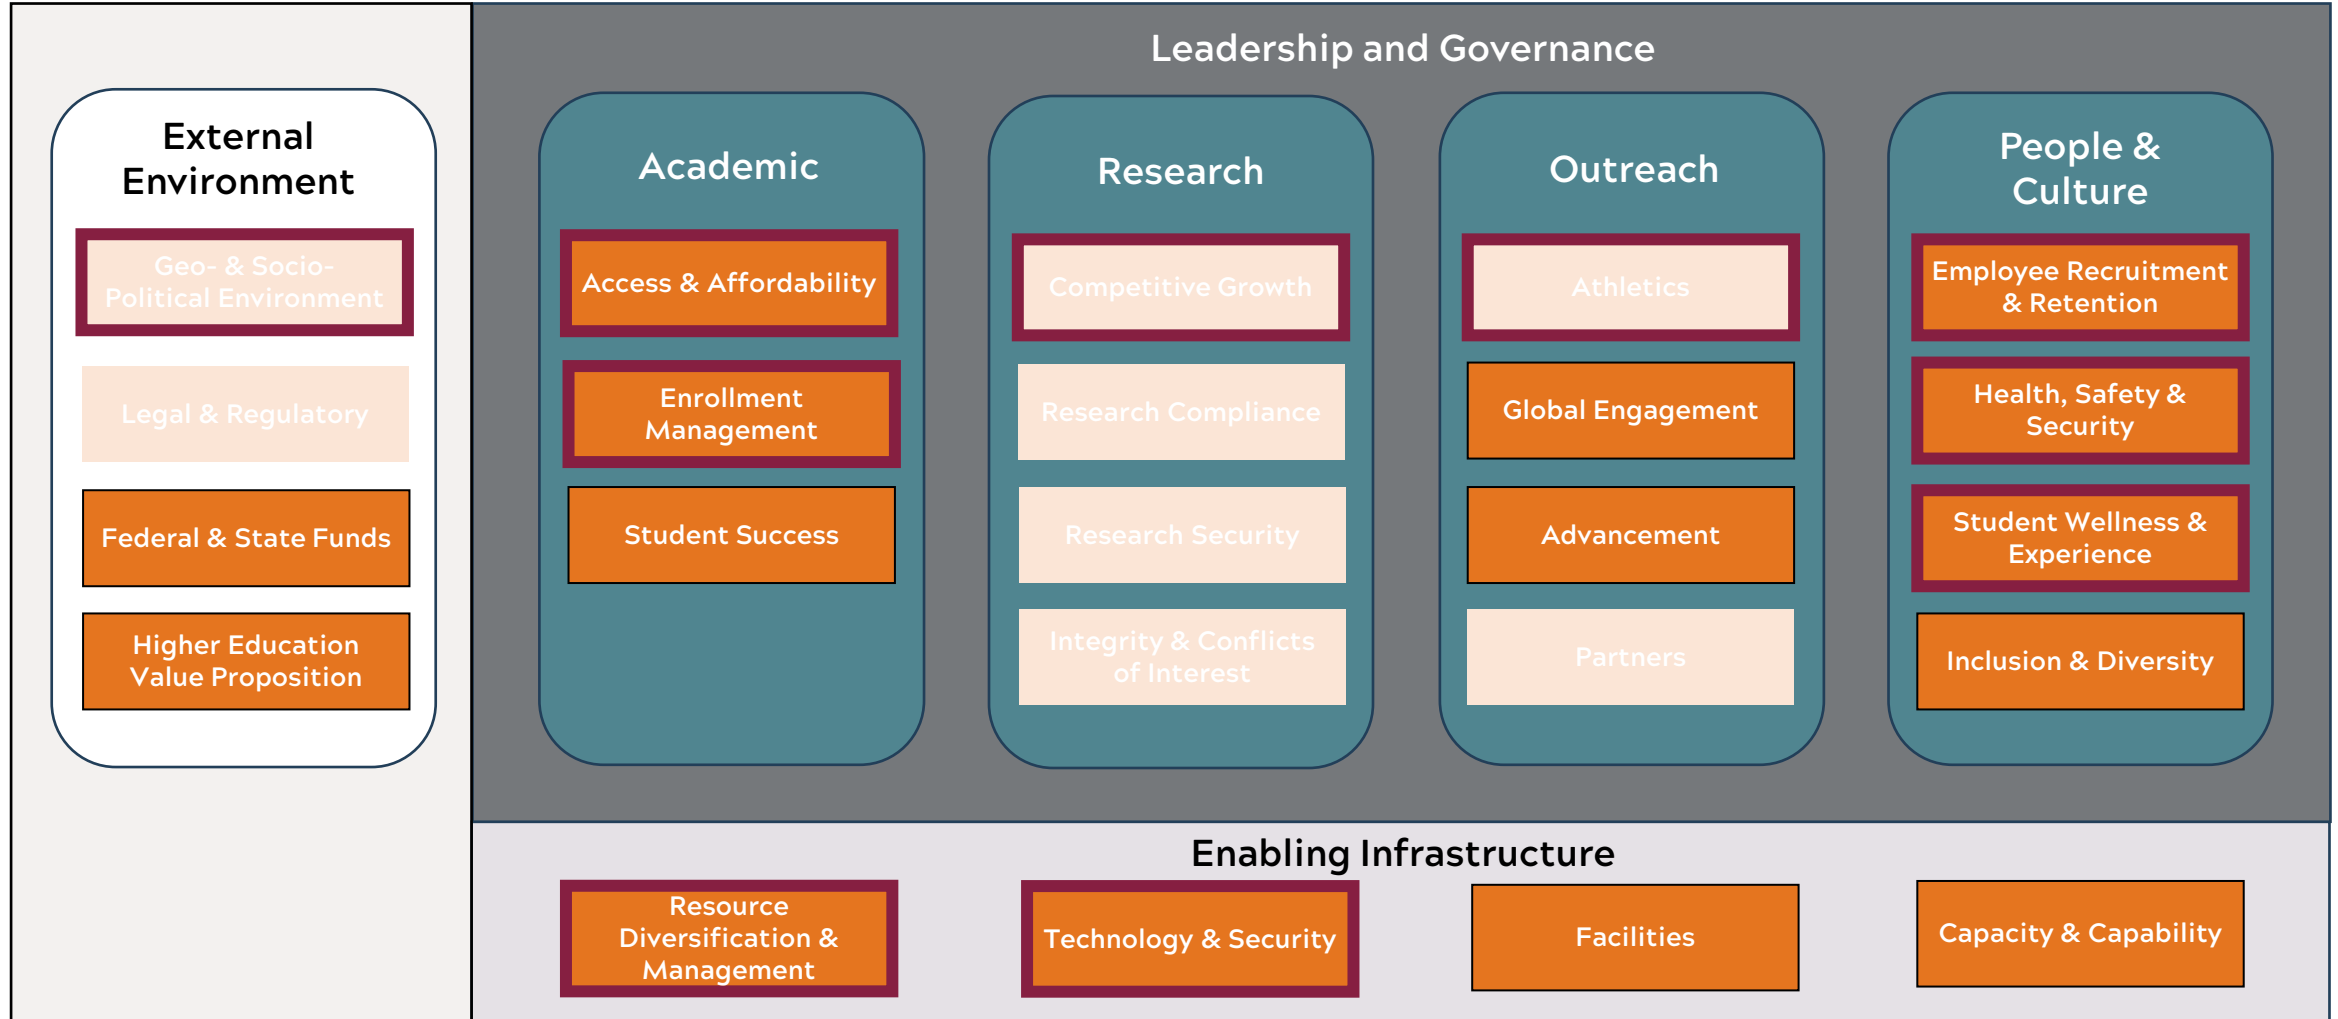 Leadership and Governance
External
Environment
Geo- & Socio-
Political Environment
Legal & Regulatory
Federal & State Funds
Higher Education
Value Proposition
Academic
Access & Affordability
Enrollment
Management
Student Success
Research
Competitive Growth
Research Compliance
Research Security
Integrity & Conflicts
of Interest
Outreach
Athletics
Global Engagement
Advancement
Partners
People &
Culture
Employee Recruitment
& Retention
Health, Safety &
Security
Student Wellness &
Experience
Inclusion & Diversity
Enabling Infrastructure
Resource
Diversification &
Management
Technology & Security
Facilities
Capacity & Capability